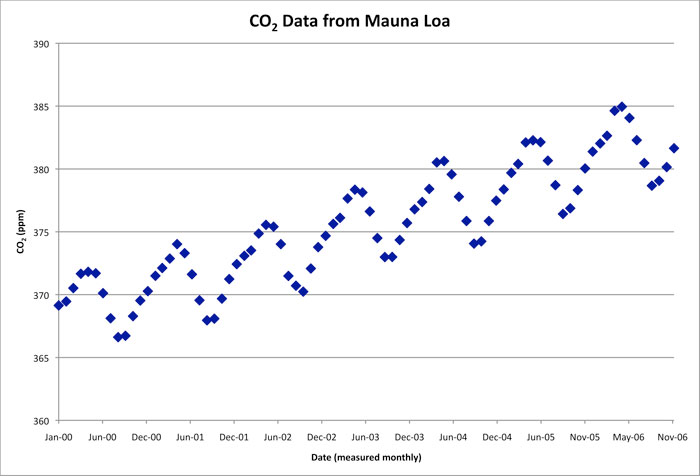 CO2 Data from Mauna Loa
390
385
380
375
370
365
360
CO2 (ppm)
Jan-00 Jun-00 Dec-00 Jun-01 Dec-01 Jun-02 Dec-02 Jun-03 Dec-03 Jun-04 Dec-04 Jun-05 Nov-05 May-06 Nov-06
Date (measured monthly)